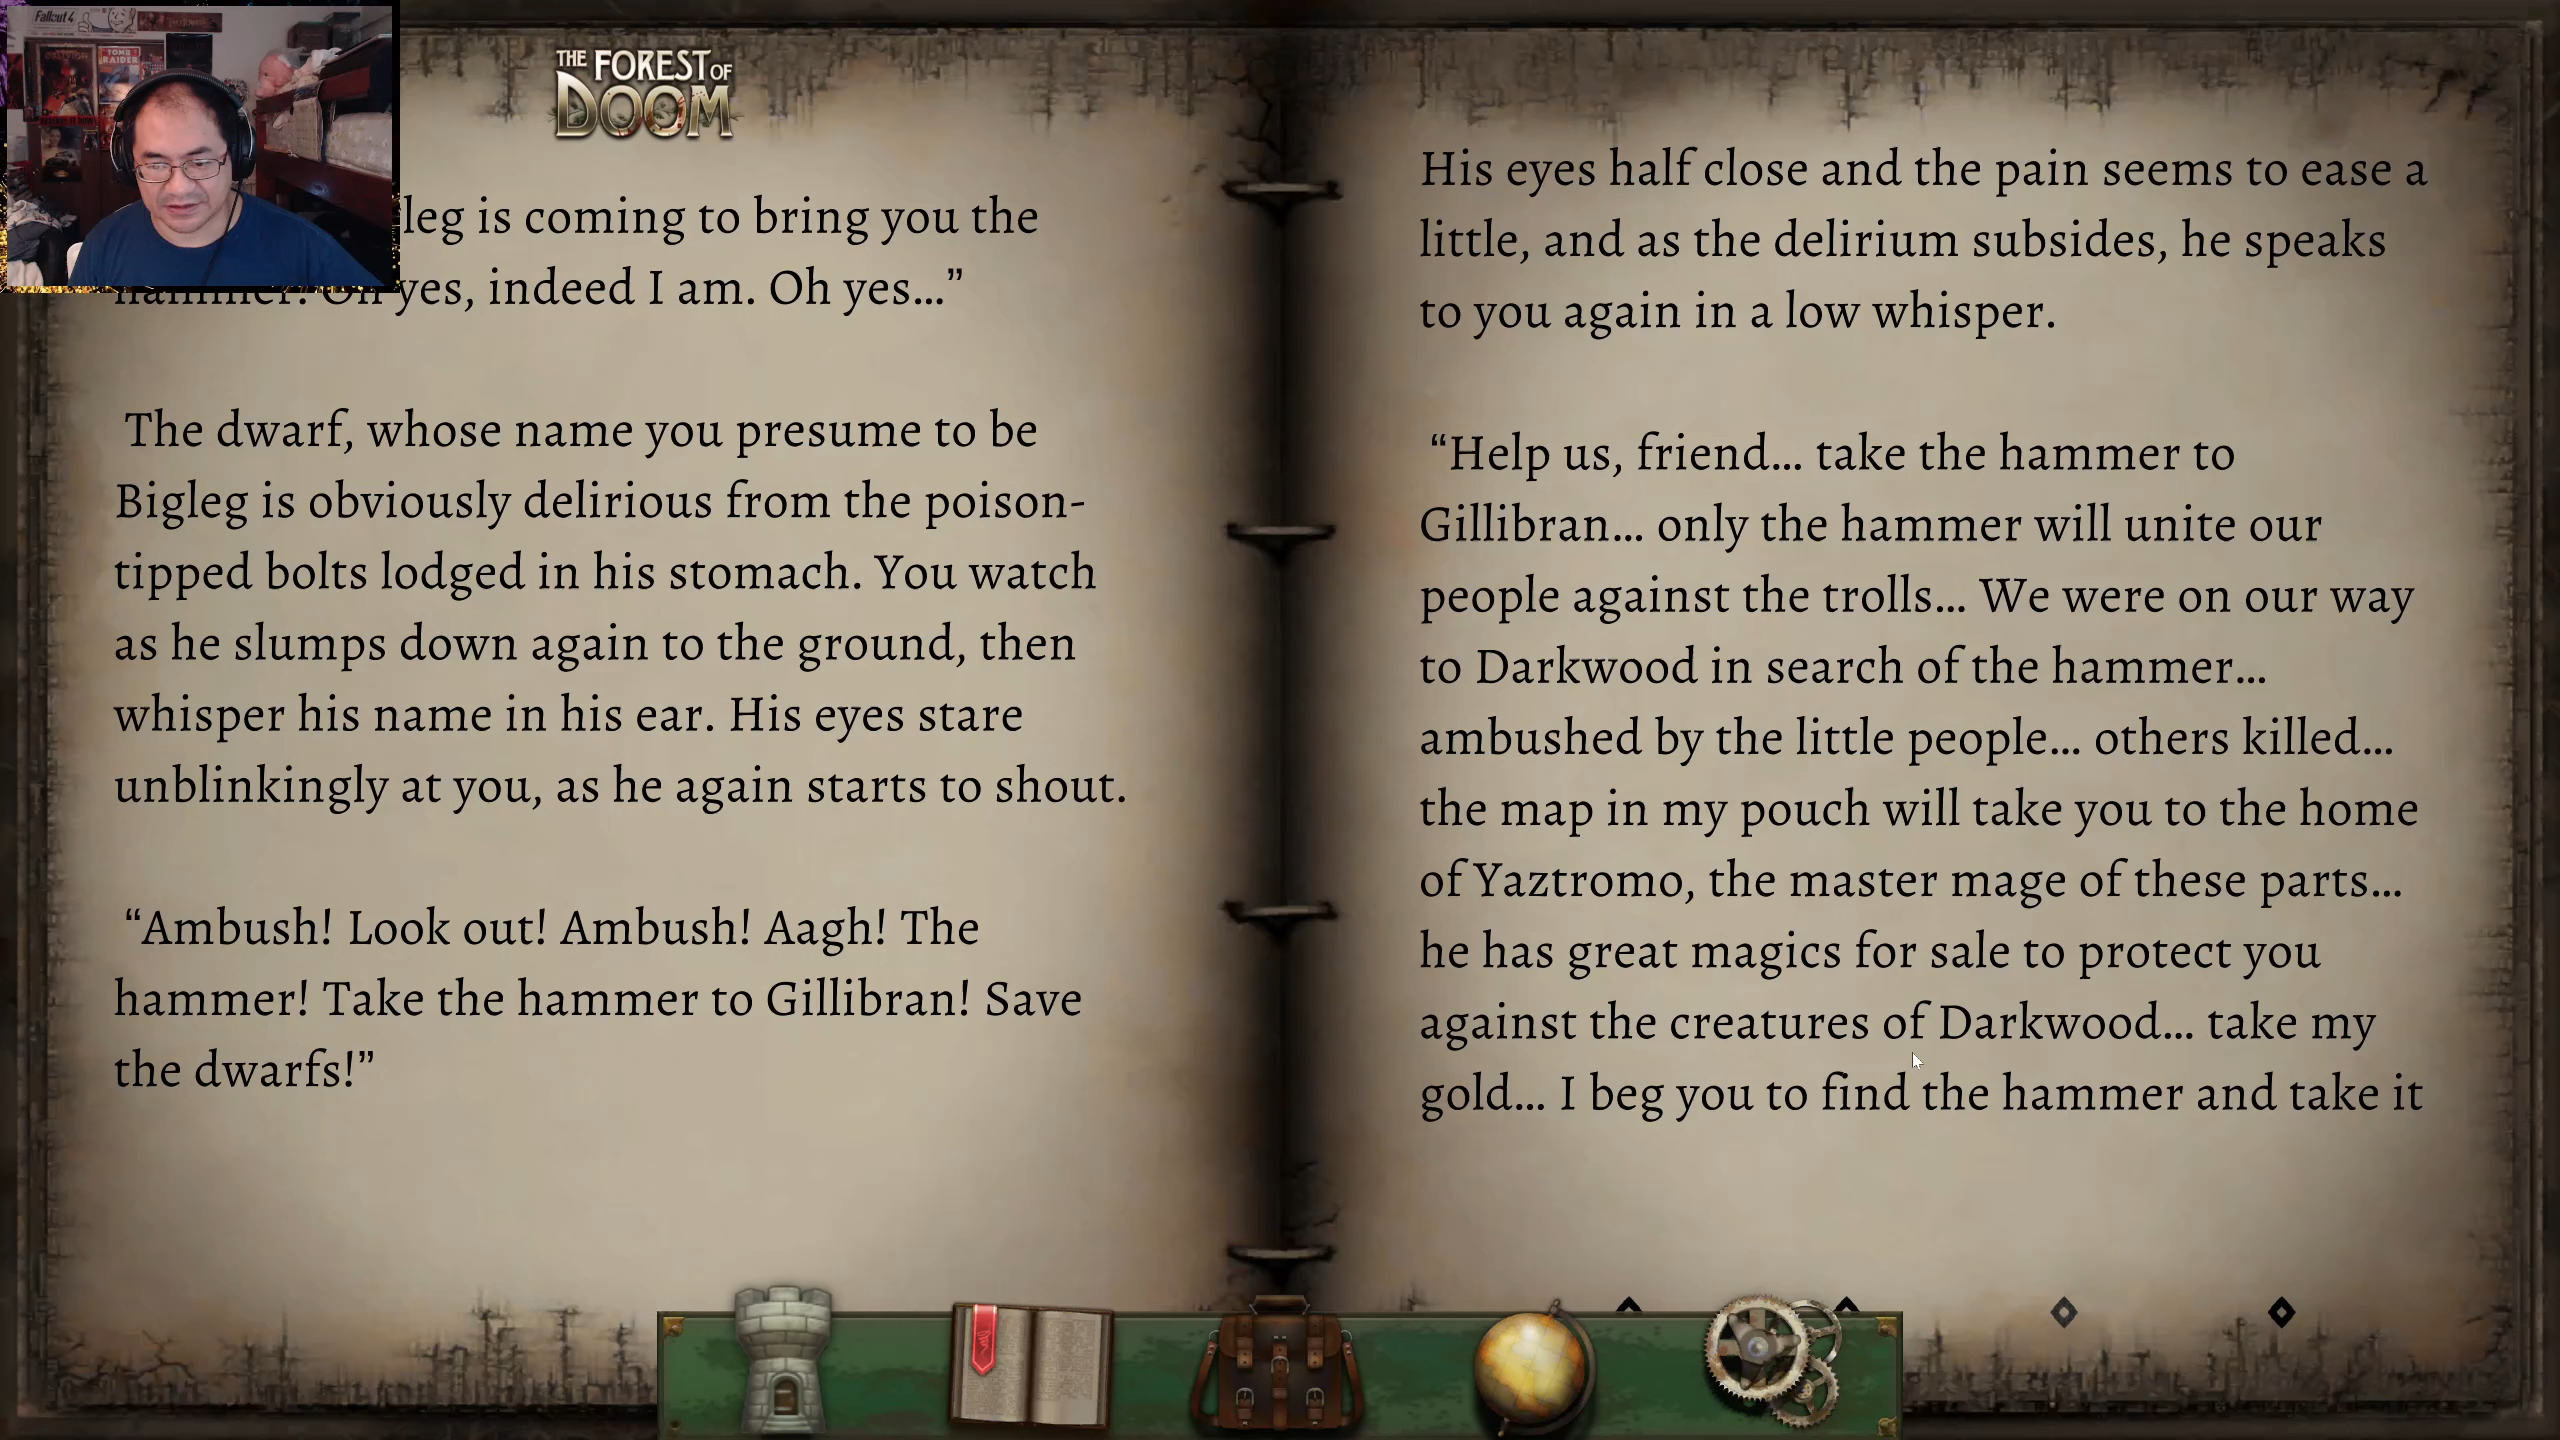 Fallout 4
TOMB
RAIDER
THE FOREST OF
DOOM
leg is coming to bring you the
hammer! Oh yes, indeed I am. Oh yes…”
The dwarf, whose name you presume to be
Bigleg is obviously delirious from the poison-
tipped bolts lodged in his stomach. You watch
as he slumps down again to the ground, then
whisper his name in his ear. His eyes stare
unblinkingly at you, as he again starts to shout.
“Ambush! Look out! Ambush! Aagh! The
hammer! Take the hammer to Gillibran! Save
the dwarfs!”
His eyes half close and the pain seems to ease a
little, and as the delirium subsides, he speaks
to you again in a low whisper.
“Help us, friend… take the hammer to
Gillibran… only the hammer will unite our
people against the trolls… We were on our way
to Darkwood in search of the hammer…
ambushed by the little people… others killed…
the map in my pouch will take you to the home
of Yaztromo, the master mage of these parts…
he has great magics for sale to protect you
against the creatures of Darkwood… take my
gold… I beg you to find the hammer and take it